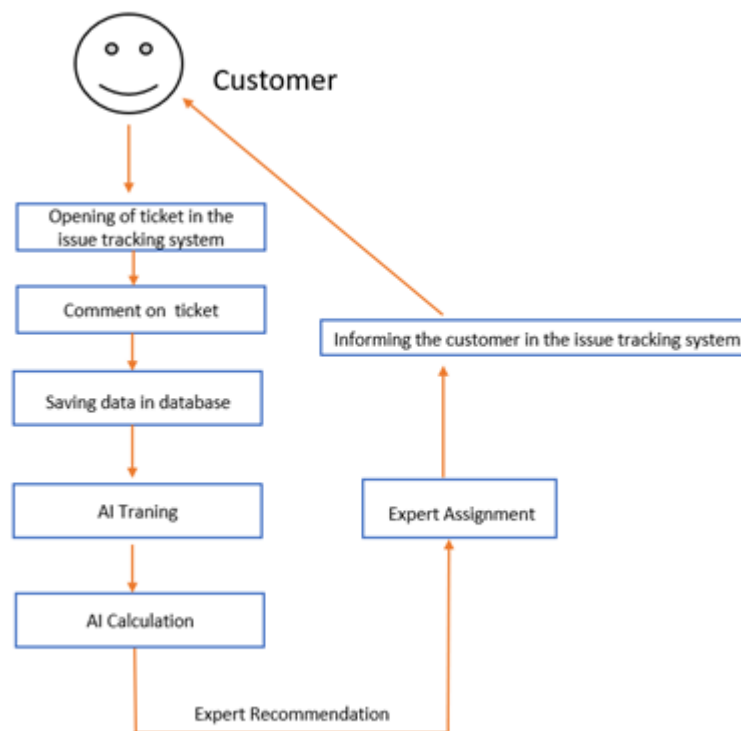 Customer
Opening of ticket in the
issue tracking system
Comment on ticket
Saving data in database
AI Traning
AI Calculation
Expert Recommendation
Expert Assignment
Informing the customer in the issue tracking system